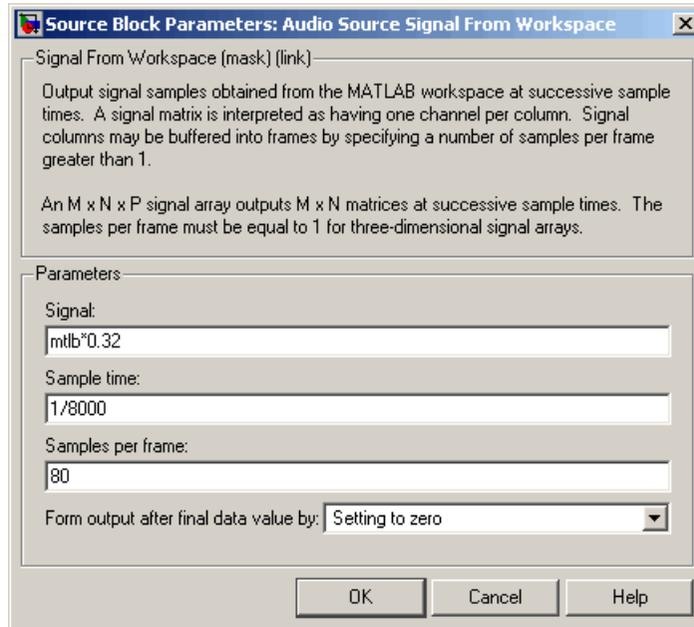 Source Block Parameters: Audio Source Signal From Workspace
Signal From Workspace (mask) (link)
Output signal samples obtained from the MATLAB workspace at successive sample
times.  A signal matrix is interpreted as having one channel per column.  Signal
columns may be buffered into frames by specifying a number of samples per frame
greater than 1.
An M x N x P signal array outputs M x N matrices at successive sample times.  The
samples per frame must be equal to 1 for three-dimensional signal arrays.
Parameters
Signal:
mtlb*0.32
Sample time:
1/8000
Samples per frame:
80
Form output after final data value by: Setting to zero
OK Cancel Help